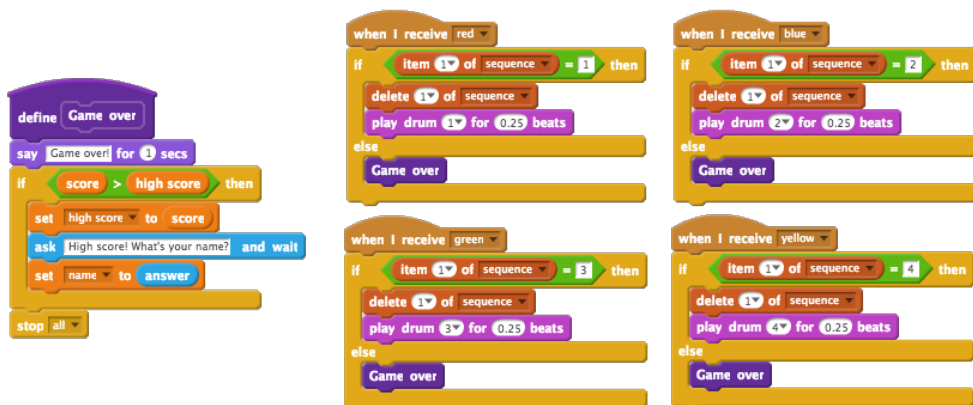 define Game over
say Game over! for 1 secs
if score > high score then
set high score to score
ask High score! What's your name? and wait
set name to answer
stop all
when I receive red
if item 1 of sequence = 1 then
delete 1 of sequence
play drum 1 for 0.25 beats
else
Game over
when I receive blue
if item 1 of sequence = 2 then
delete 1 of sequence
play drum 2 for 0.25 beats
else
Game over
when I receive green
if item 1 of sequence = 3 then
delete 1 of sequence
play drum 3 for 0.25 beats
else
Game over
when I receive yellow
if item 1 of sequence = 4 then
delete 1 of sequence
play drum 4 for 0.25 beats
else
Game over